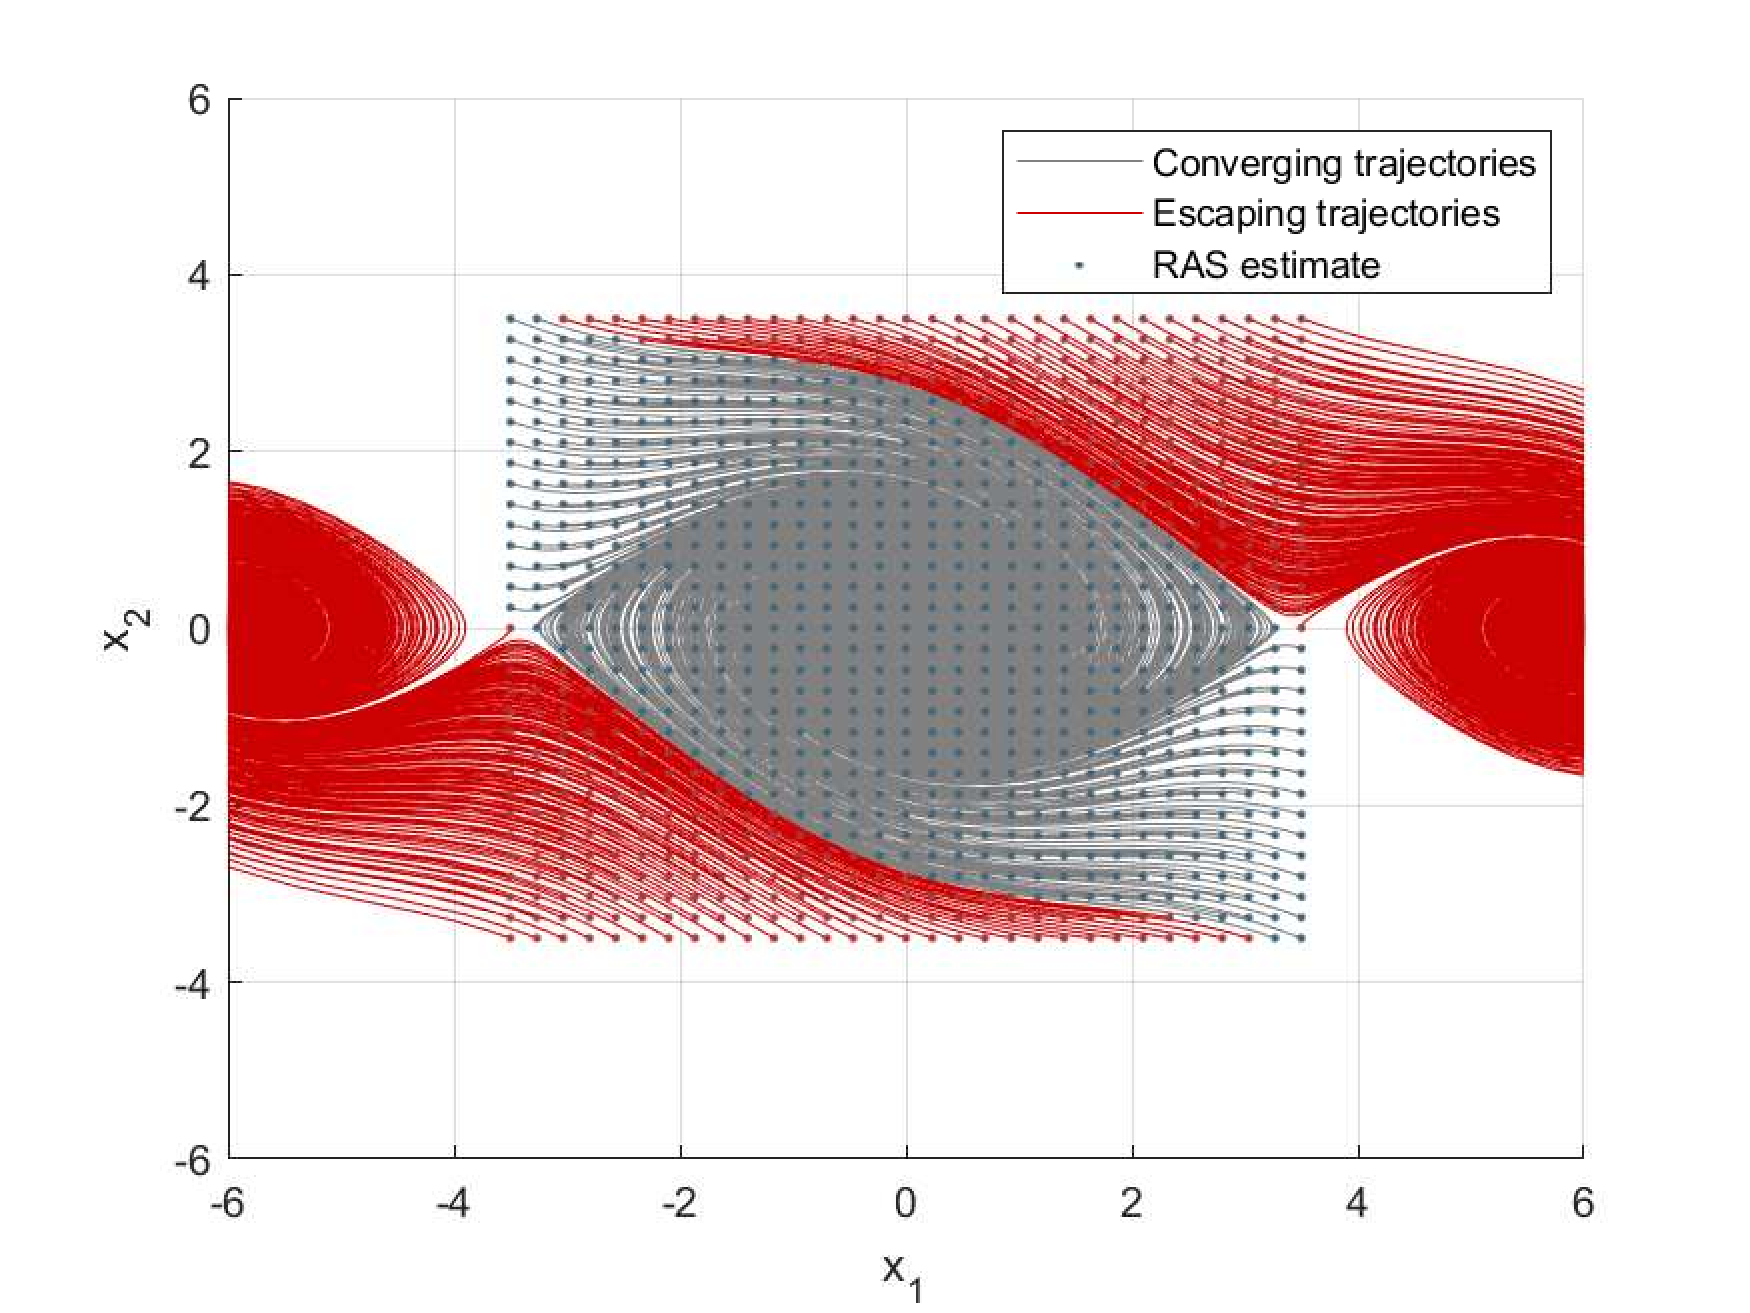 6
4
2
0
-2
-4
-6
x2
Converging trajectories
Escaping trajectories
RAS estimate
-6 -4 -2 0 2 4 6
x1